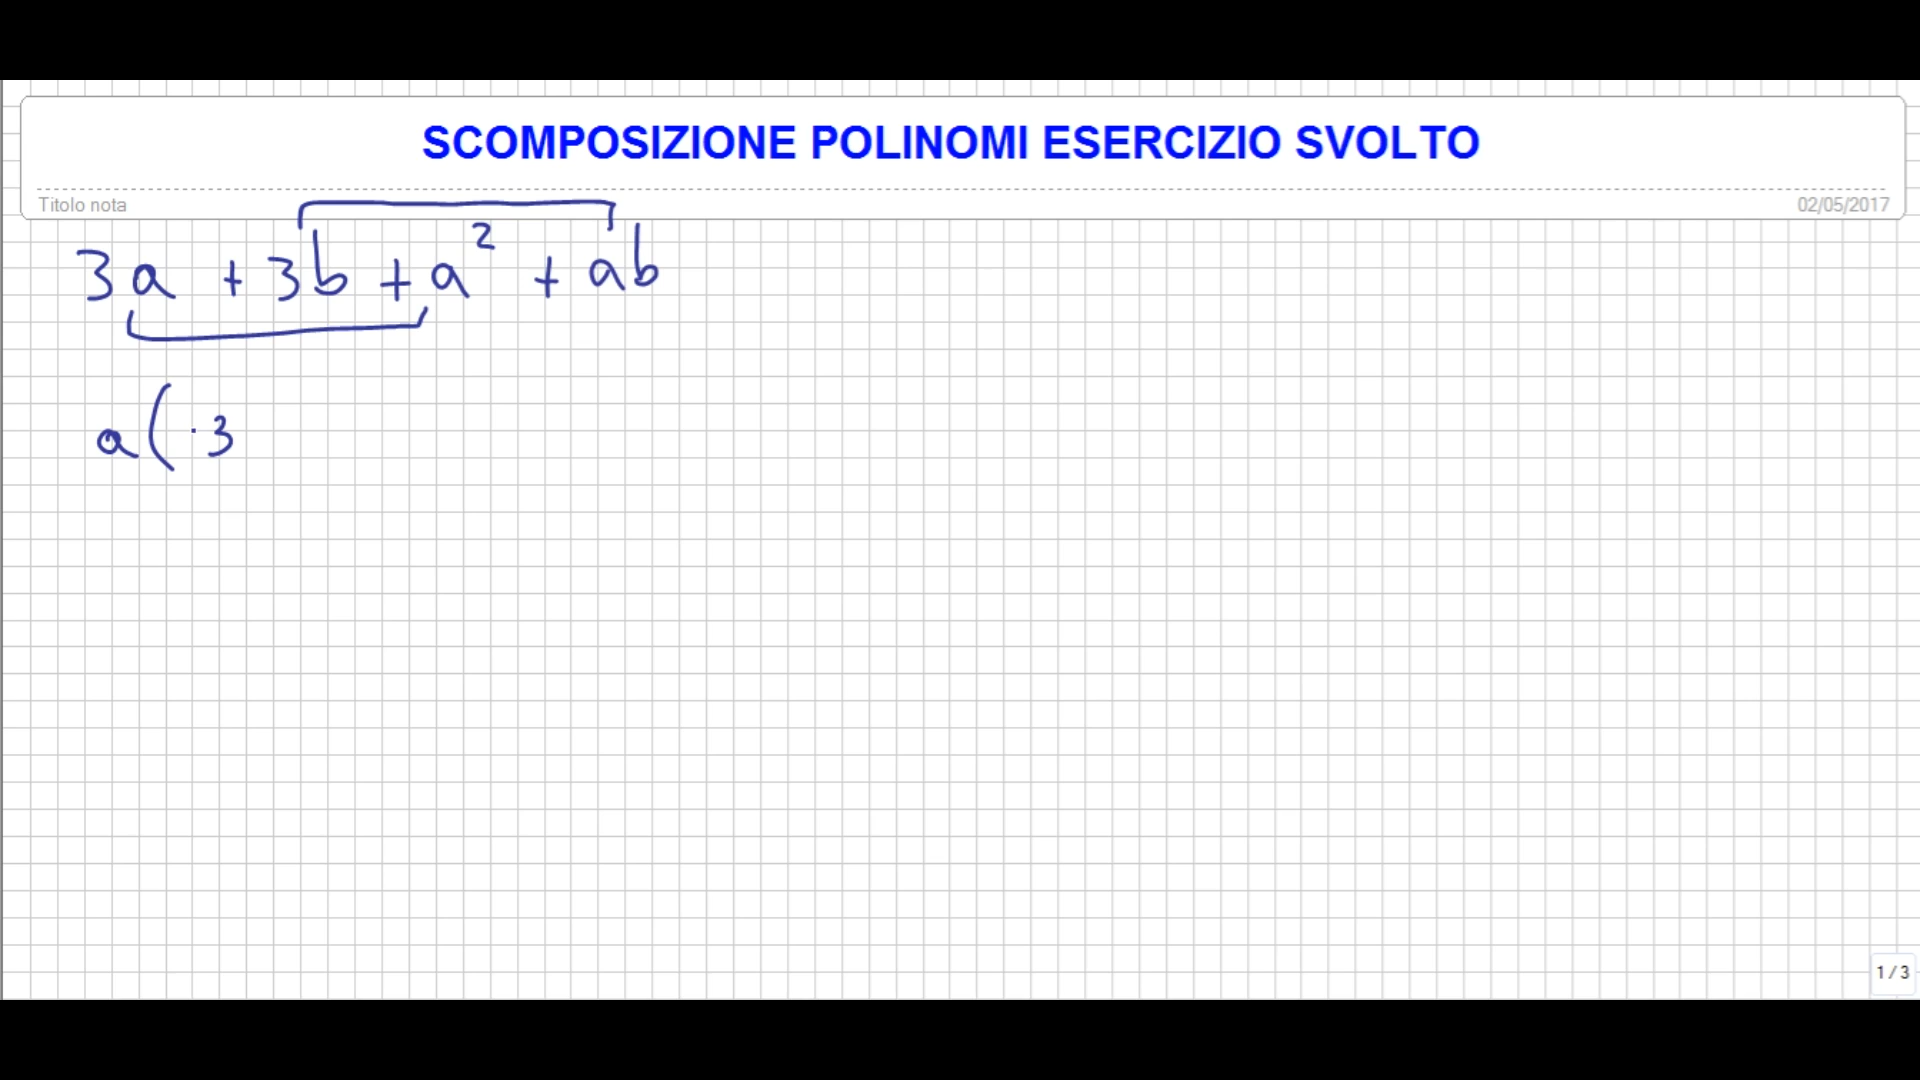 SCOMPOSIZIONE POLINOMI ESERCIZIO SVOLTO
Titolo nota 02/05/2017
3a + 3b + a² + ab
a( · 3
1 / 3